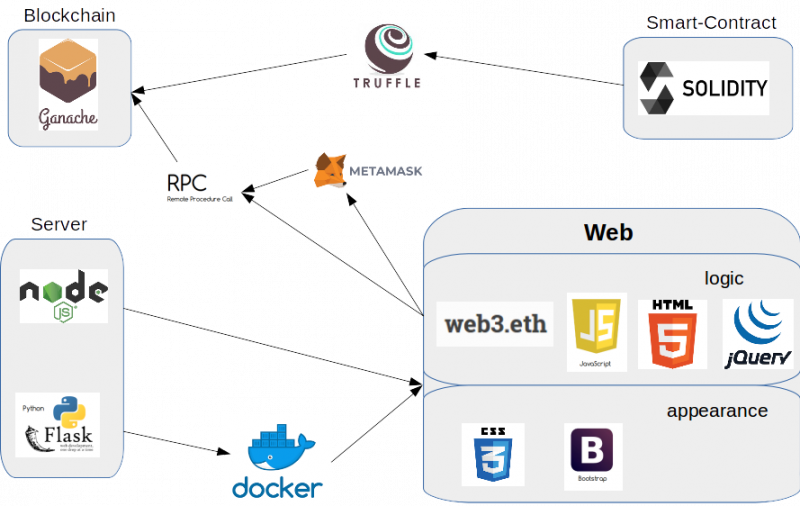 Blockchain
Smart-Contract
Ganache
TRUFFLE
SOLIDITY
METAMASK
RPC
Remote Procedure Call
Server
Web
logic
node
JS
web3.eth
JS
JavaScript
HTML
5
jQuery
appearance
Python
Flask
web development,
one drop at a time
docker
CSS
3
B
Bootstrap